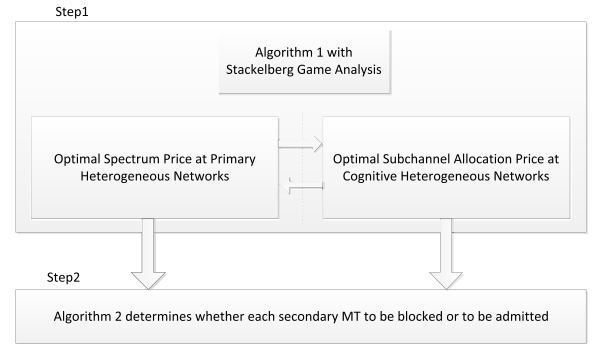 Step1
Algorithm 1 with
Stackelberg Game Analysis
Optimal Spectrum Price at Primary
Heterogeneous Networks
Optimal Subchannel Allocation Price at
Cognitive Heterogeneous Networks
Step2
Algorithm 2 determines whether each secondary MT to be blocked or to be admitted